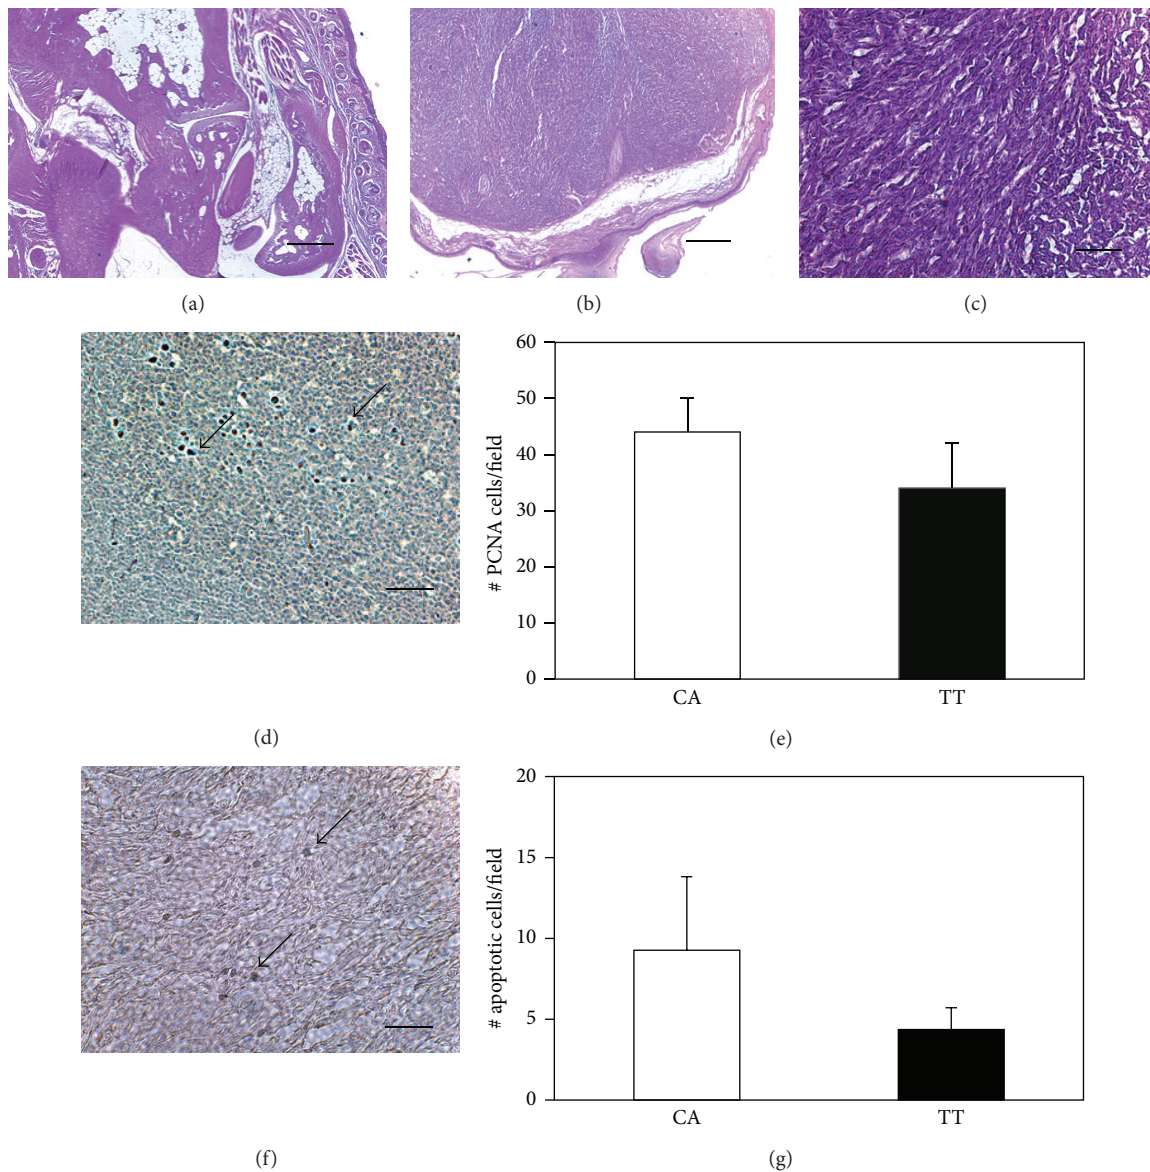 (a)
(b)
(c)
(d)
60
50
40
30
20
10
0
# PCNA cells/field
CA
TT
(e)
(f)
20
15
10
5
0
# apoptotic cells/field
CA
TT
(g)